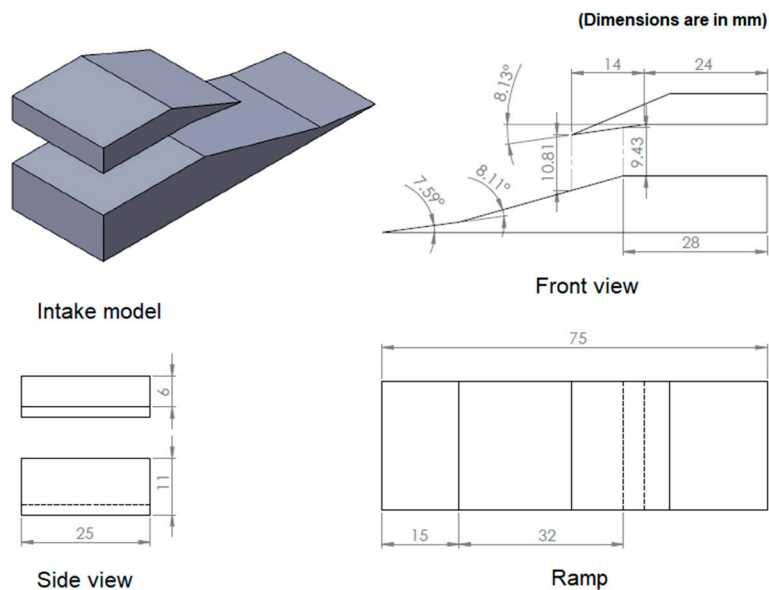 (Dimensions are in mm)
14
24
8.13°
10.81
9.43
7.59°
8.11°
28
Front view
Intake model
75
6
11
25
15
32
Side view
Ramp